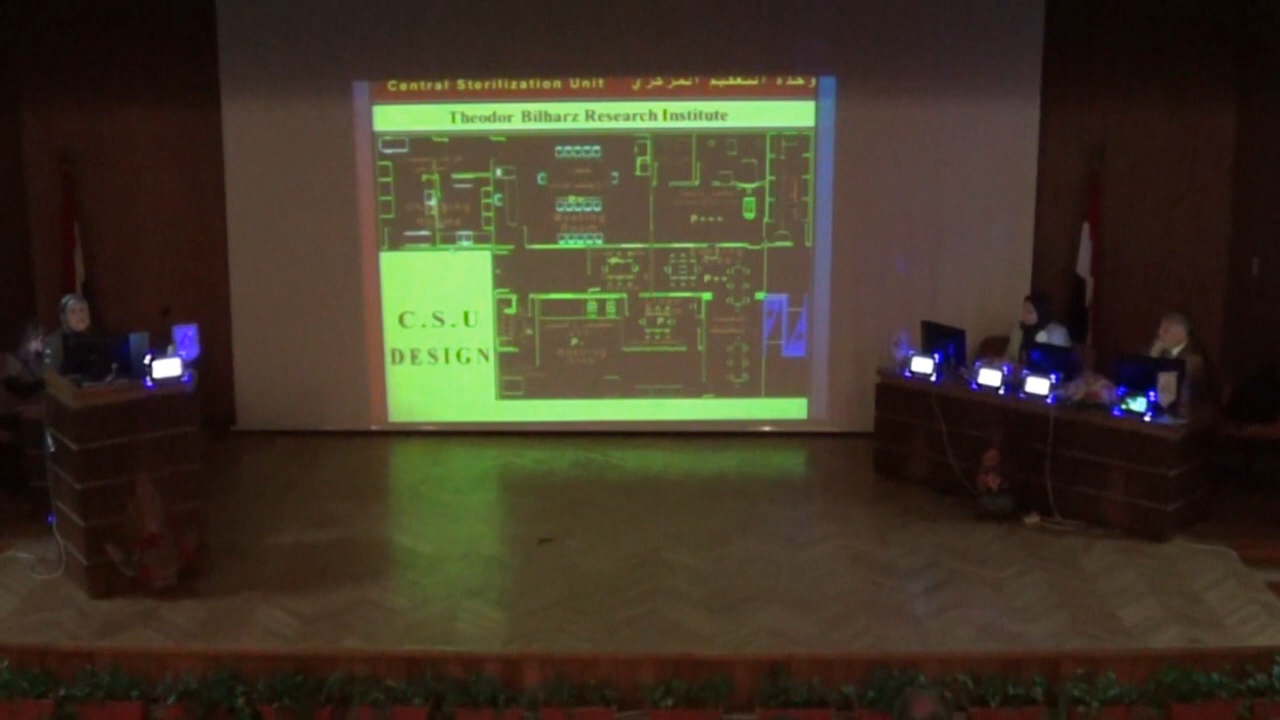 Central Sterilization Unit وحدة التعقيم المركزي
Theodor Bilharz Research Institute
P+++
P++
C.S.U
DESIGN